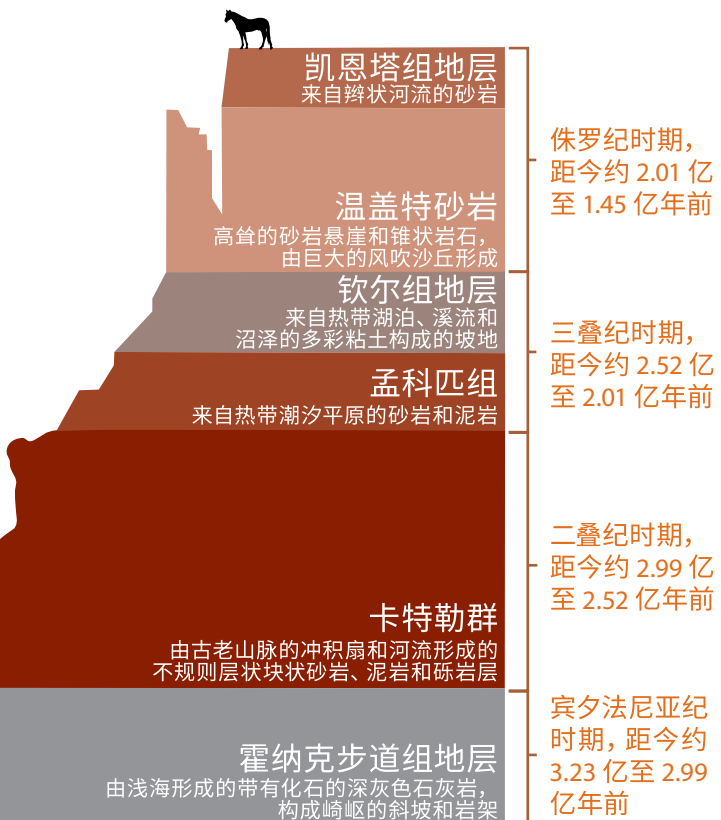 凯恩塔组地层
来自辫状河流的砂岩
侏罗纪时期，
距今约 2.01 亿
至 1.45 亿年前
温盖特砂岩
高耸的砂岩悬崖和锥状岩石，
由巨大的风吹沙丘形成
钦尔组地层
来自热带湖泊、溪流和
沼泽的多彩粘土构成的坡地
三叠纪时期，
距今约 2.52 亿
至 2.01 亿年前
孟科匹组
来自热带潮汐平原的砂岩和泥岩
二叠纪时期，
距今约 2.99 亿
至 2.52 亿年前
卡特勒群
由古老山脉的冲积扇和河流形成的
不规则层状块状砂岩、泥岩和砾岩层
宾夕法尼亚纪
时期，距今约
3.23 亿至 2.99
亿年前
霍纳克步道组地层
由浅海形成的带有化石的深灰色石灰岩，
构成崎岖的斜坡和岩架